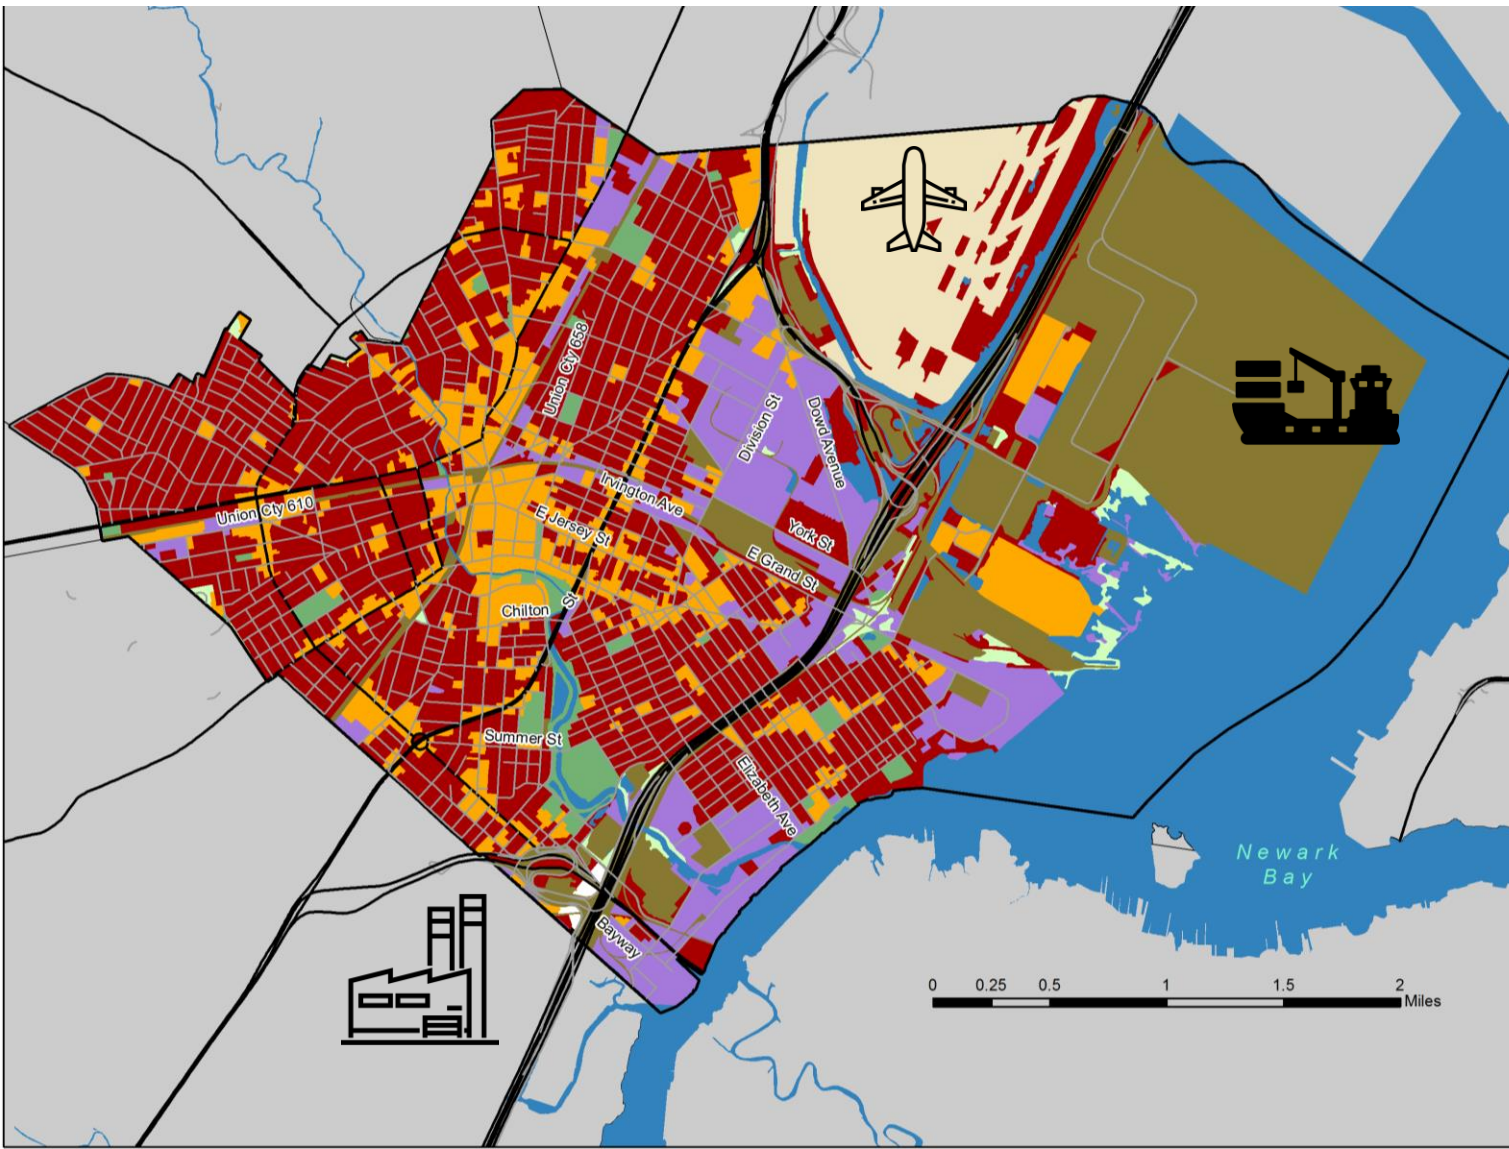 Union Cty 658
Division St
Dowd Avenue
Union Cty 610
Irvington Ave
E Jersey St
York St
E Grand St
Chilton
St
Summer St
Elizabeth Ave
Newark
Bay
Bayway
0 0.25 0.5 1 1.5 2
Miles